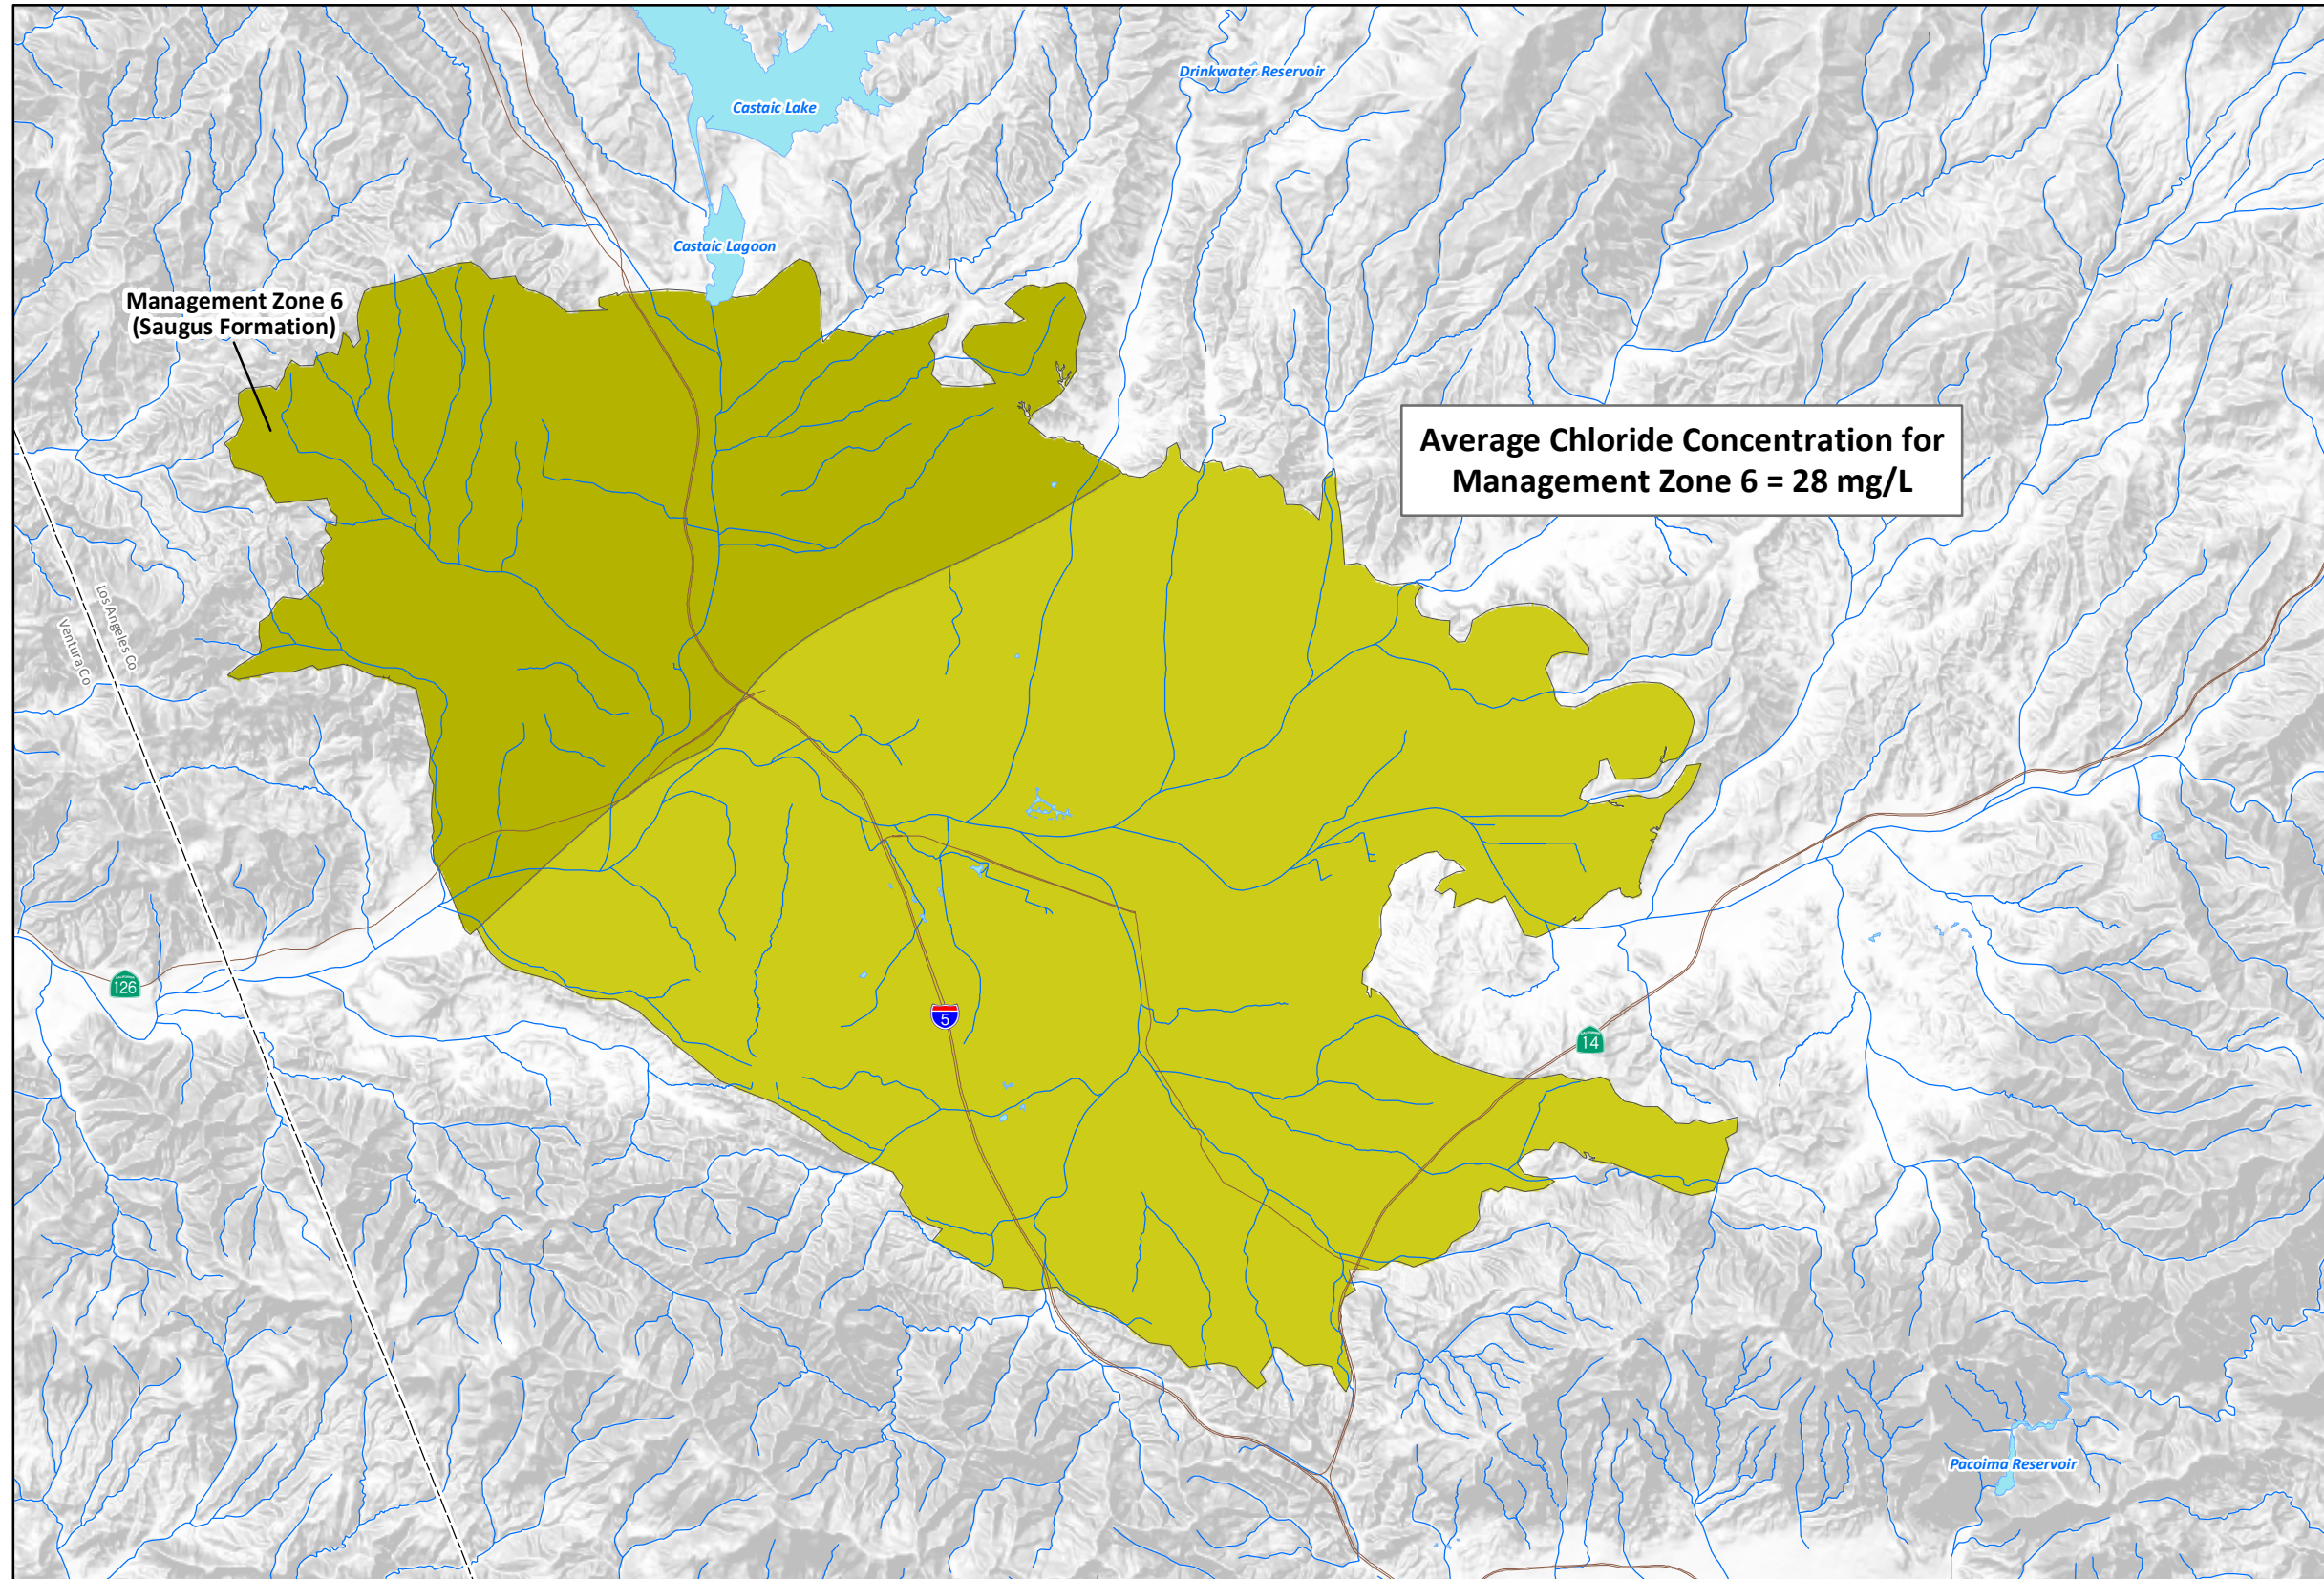 Drinkwater Reservoir
Castaic Lake
Castaic Lagoon
Management Zone 6
(Saugus Formation)
Average Chloride Concentration for
Management Zone 6 = 28 mg/L
Los Angeles Co
Ventura Co
126
5
14
Pacoima Reservoir